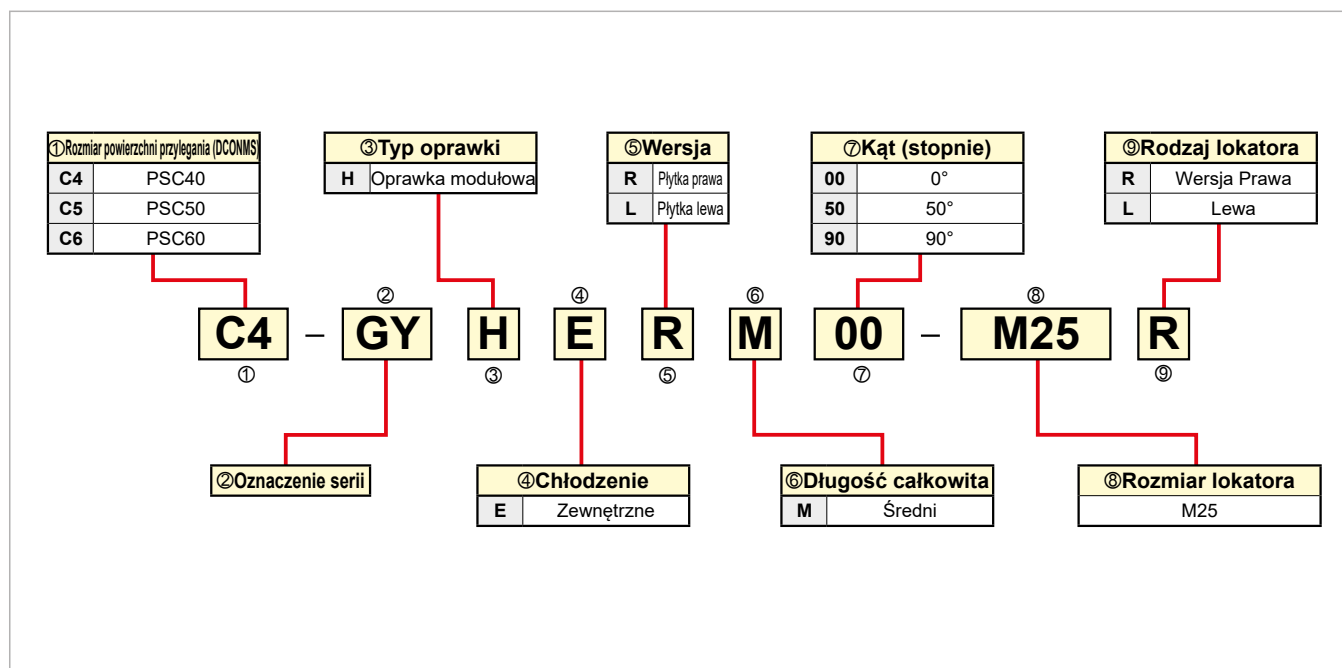 ①Rozmiar powierzchni przylegania (DCONMS)
C4 PSC40
C5 PSC50
C6 PSC60
③Typ oprawki
H Oprawka modułowa
⑤Wersja
R Płytka prawa
L Płytka lewa
⑦Kąt (stopnie)
00 0°
50 50°
90 90°
⑨Rodzaj lokatora
R Wersja Prawa
L Lewa
② ④ ⑥ ⑧
C4 – GY H E R M 00 – M25 R
① ③ ⑤ ⑦ ⑨
②Oznaczenie serii
④Chłodzenie
E Zewnętrzne
⑥Długość całkowita
M Średni
⑧Rozmiar lokatora
M25